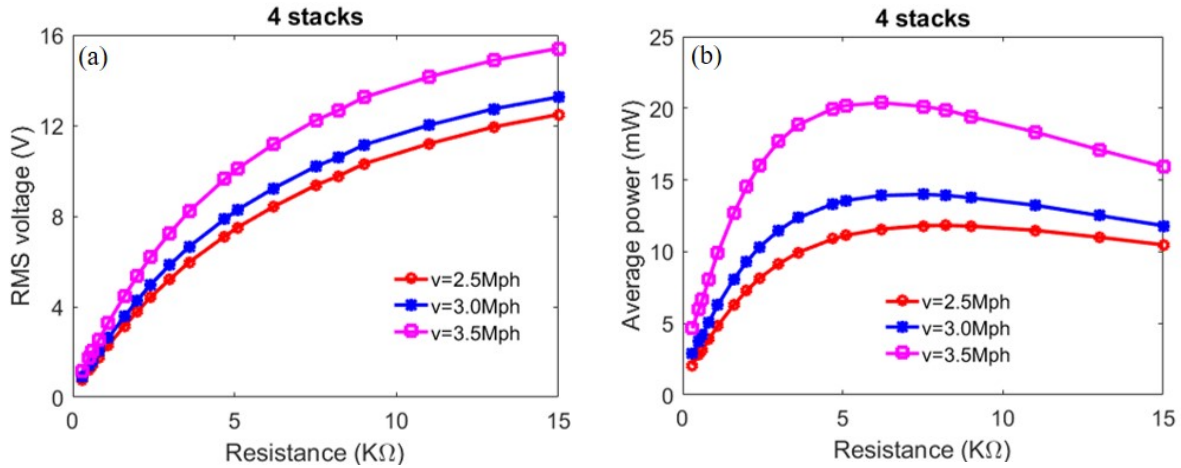 4 stacks
(a)
16
12
8
4
0
0 5 10 15
RMS voltage (V)
Resistance (KΩ)
v=2.5Mph
v=3.0Mph
v=3.5Mph
4 stacks
(b)
25
20
15
10
5
0
0 5 10 15
Average power (mW)
Resistance (KΩ)
v=2.5Mph
v=3.0Mph
v=3.5Mph